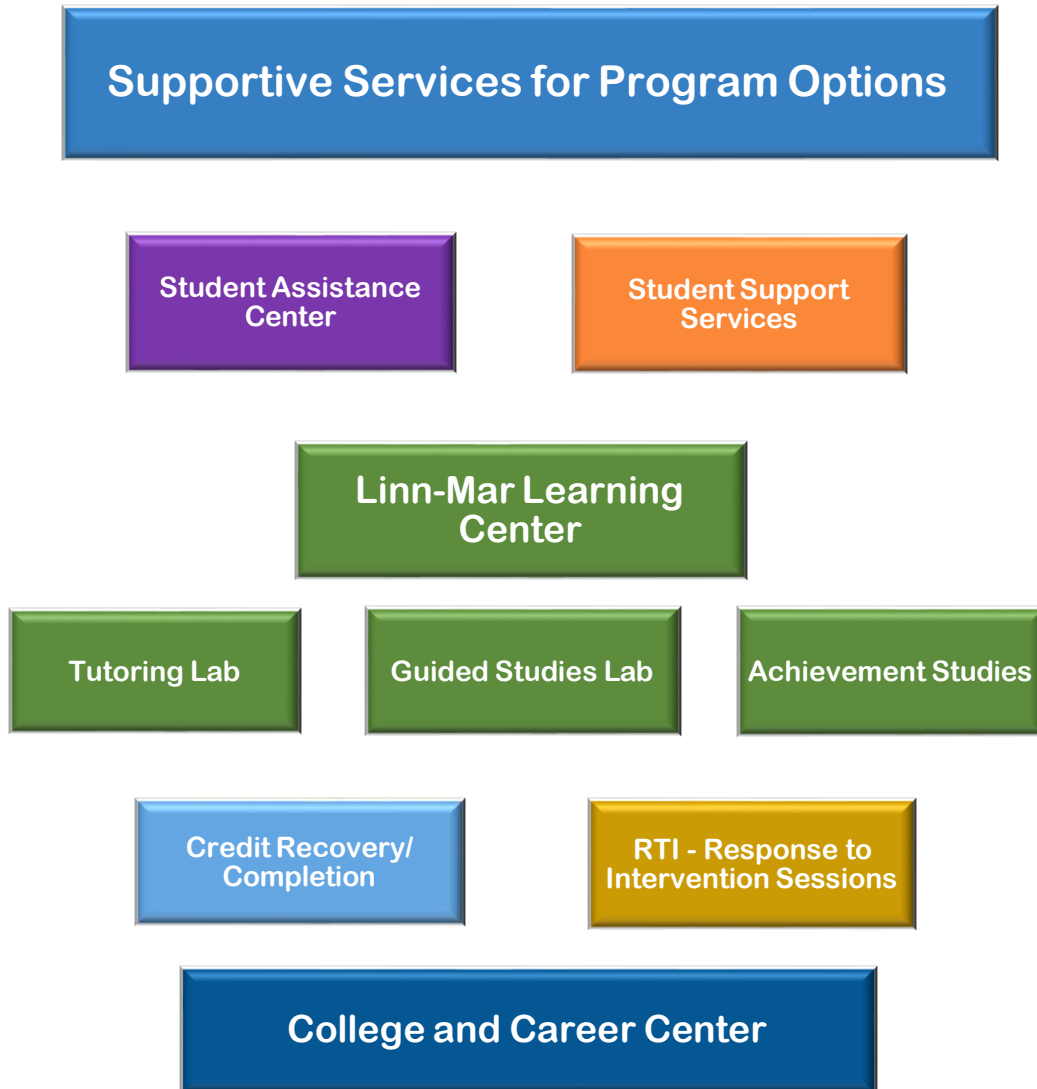 Supportive Services for Program Options
Student Assistance
Center
Student Support
Services
Linn-Mar Learning
Center
Tutoring Lab
Guided Studies Lab
Achievement Studies
Credit Recovery/
Completion
RTI - Response to
Intervention Sessions
College and Career Center